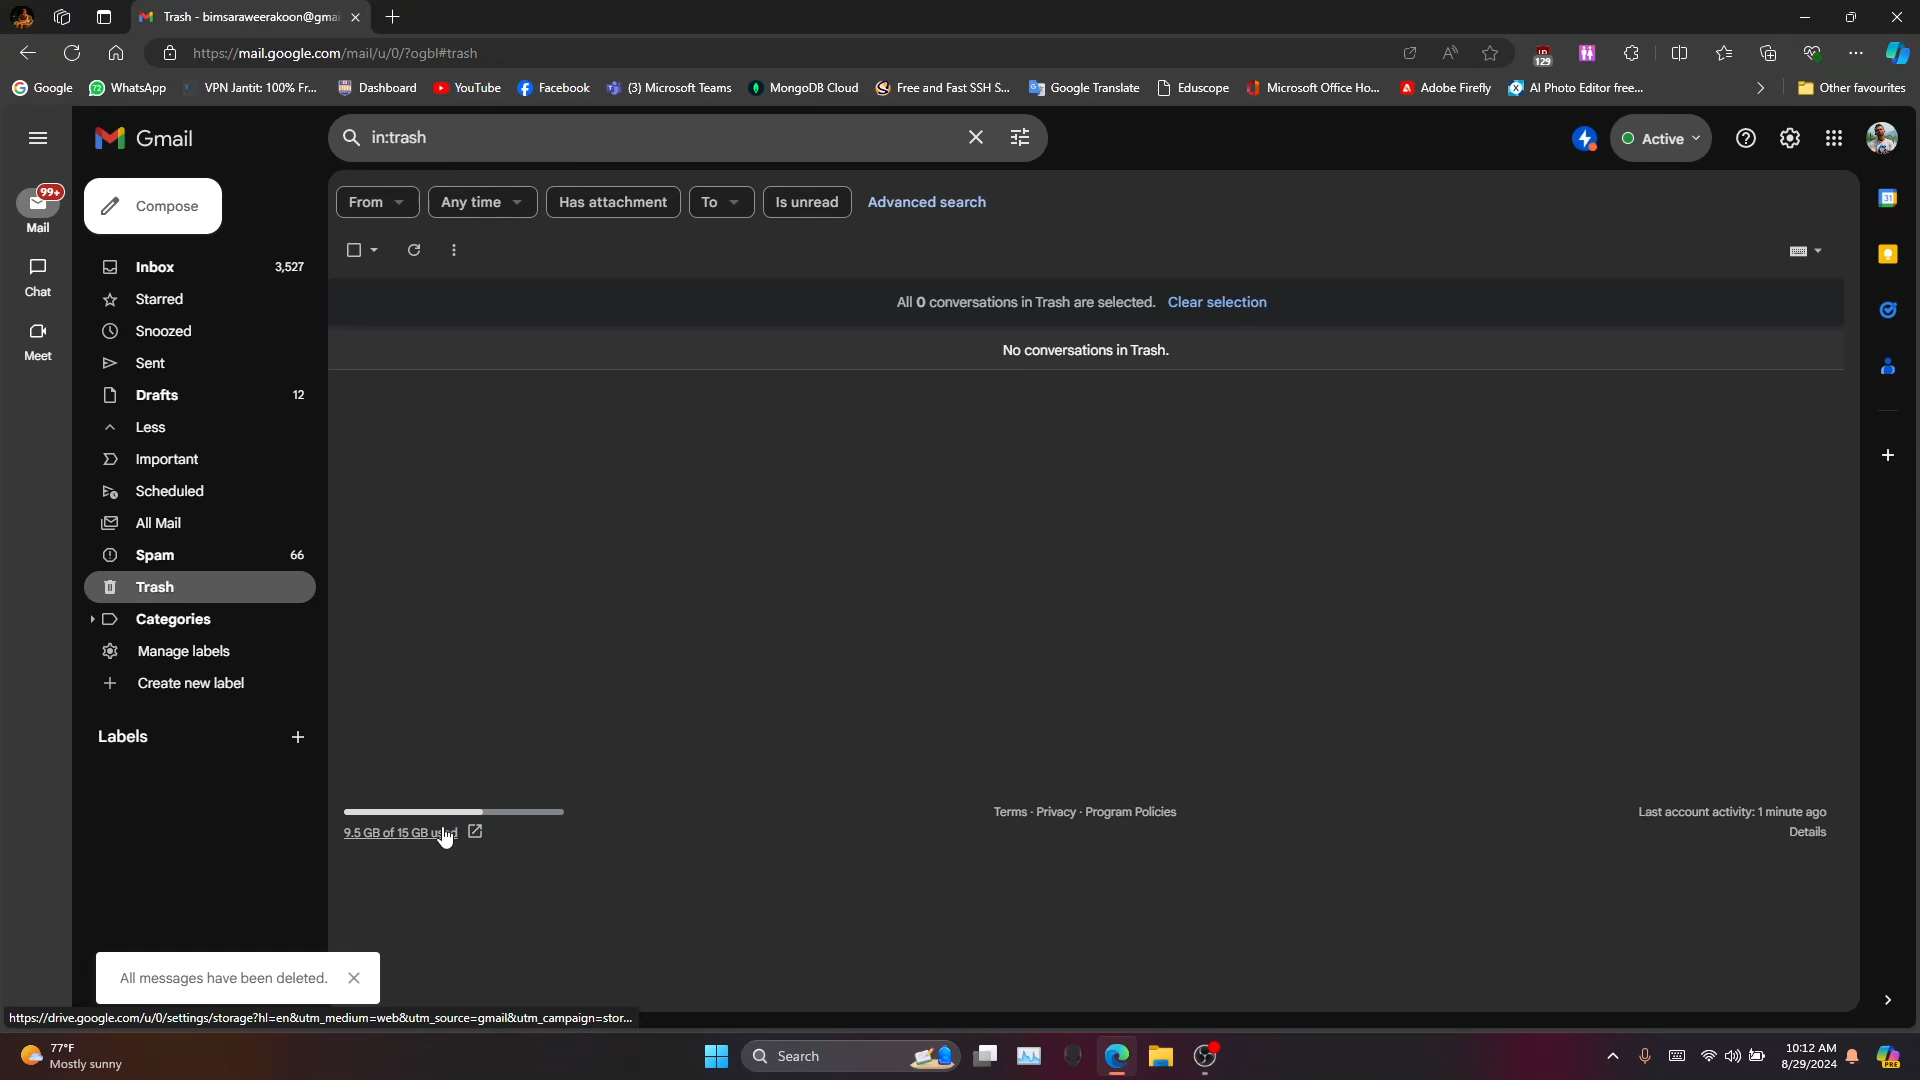 Trash - bimsaraweerakoon@gmai
https://mail.google.com/mail/u/0/?ogbl#trash
129
Google
72
WhatsApp
VPN Jantit: 100% Fr...
Dashboard
YouTube
Facebook
(3) Microsoft Teams
MongoDB Cloud
Free and Fast SSH S...
Google Translate
Eduscope
Microsoft Office Ho...
Adobe Firefly
AI Photo Editor free...
Other favourites
Gmail
in:trash
Active
99+
Mail
Chat
Meet
Compose
Inbox 3,527
Starred
Snoozed
Sent
Drafts 12
Less
Important
Scheduled
All Mail
Spam 66
Trash
Categories
Manage labels
Create new label
Labels
From
Any time
Has attachment
To
Is unread
Advanced search
All 0 conversations in Trash are selected. Clear selection
No conversations in Trash.
31
9.5 GB of 15 GB used
Terms · Privacy · Program Policies
Last account activity: 1 minute ago
Details
All messages have been deleted.
https://drive.google.com/u/0/settings/storage?hl=en&utm_medium=web&utm_source=gmail&utm_campaign=stor...
77°F
Mostly sunny
Search
10:12 AM
8/29/2024
PRE